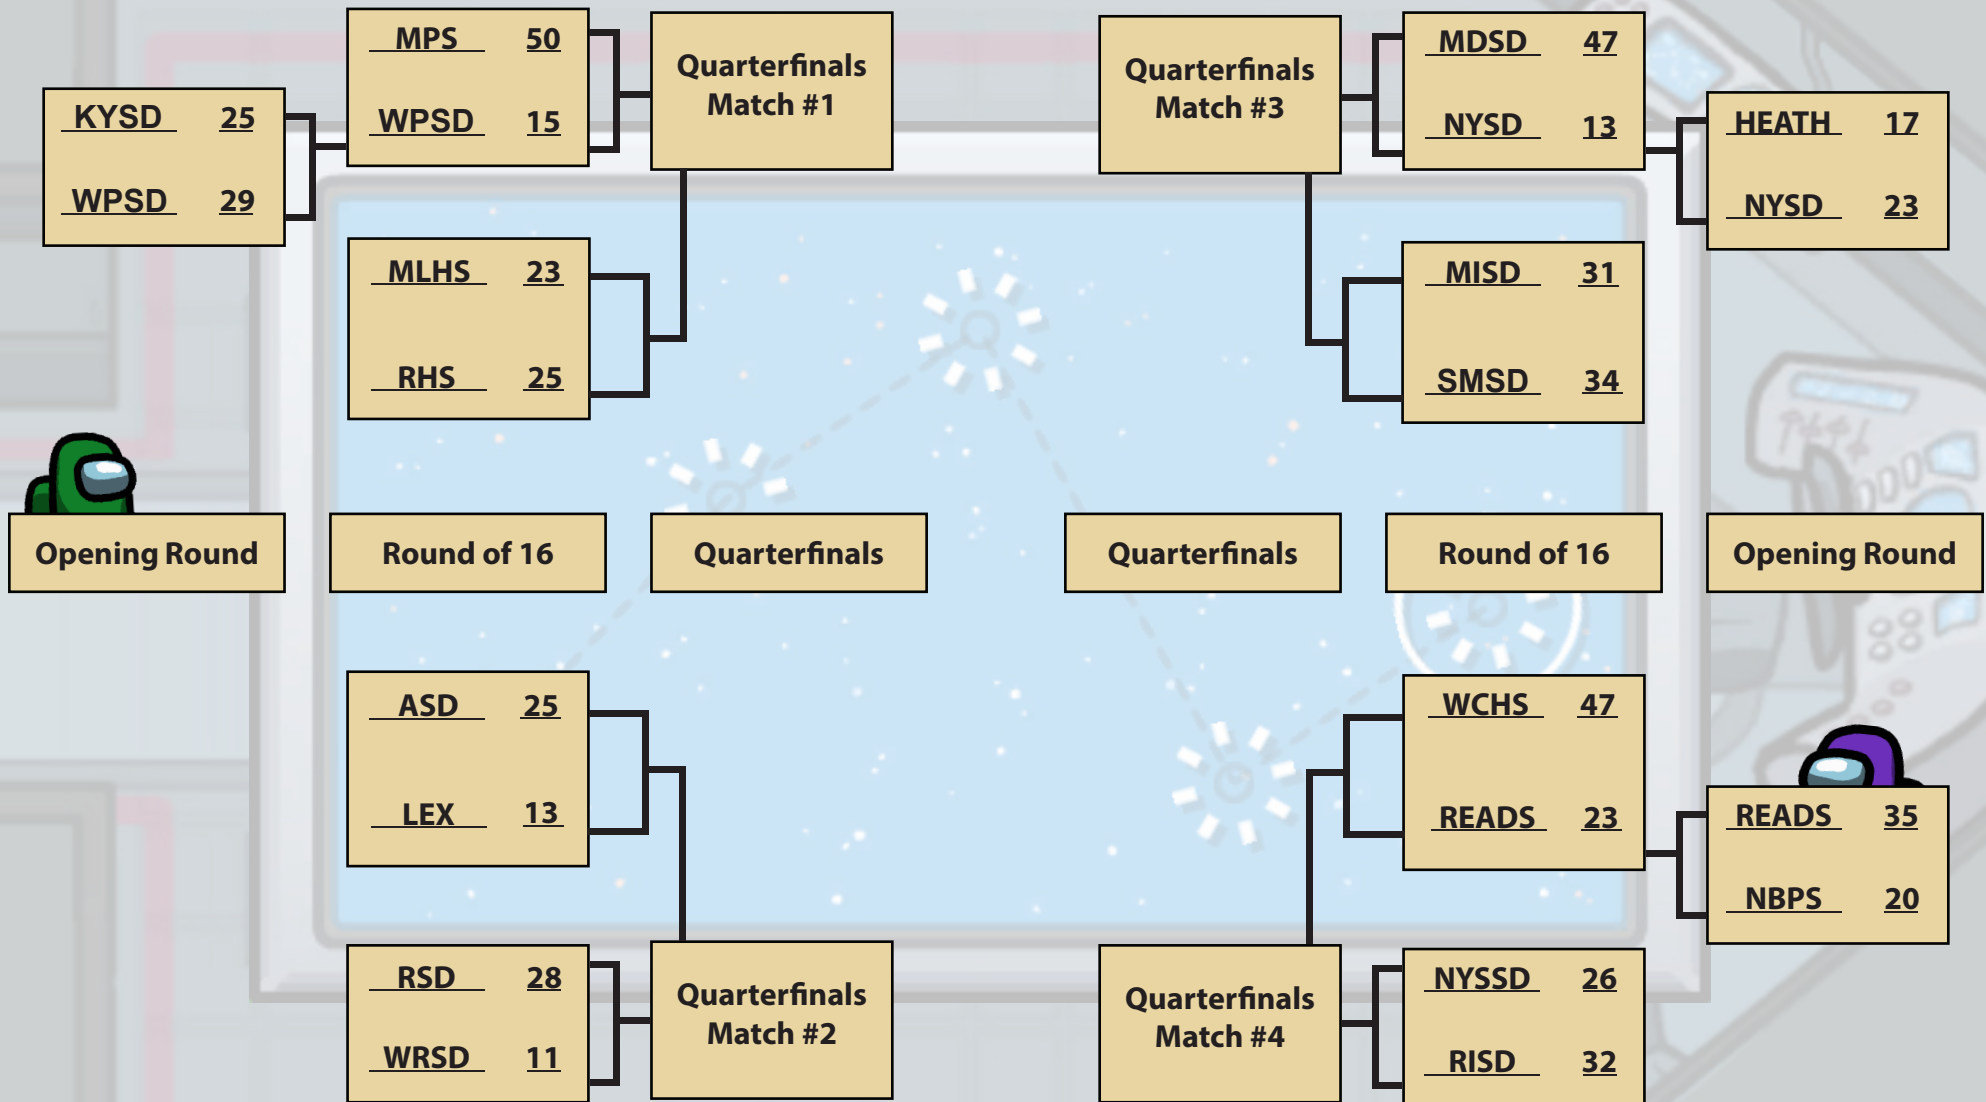 MPS 50
WPSD 15
Quarterfinals
Match #1
Quarterfinals
Match #3
MDSD 47
NYSD 13
KYSD 25
WPSD 29
HEATH 17
NYSD 23
MLHS 23
RHS 25
MISD 31
SMSD 34
Opening Round
Round of 16
Quarterfinals
Quarterfinals
Round of 16
Opening Round
ASD 25
LEX 13
WCHS 47
READS 23
READS 35
NBPS 20
RSD 28
WRSD 11
Quarterfinals
Match #2
Quarterfinals
Match #4
NYSSD 26
RISD 32